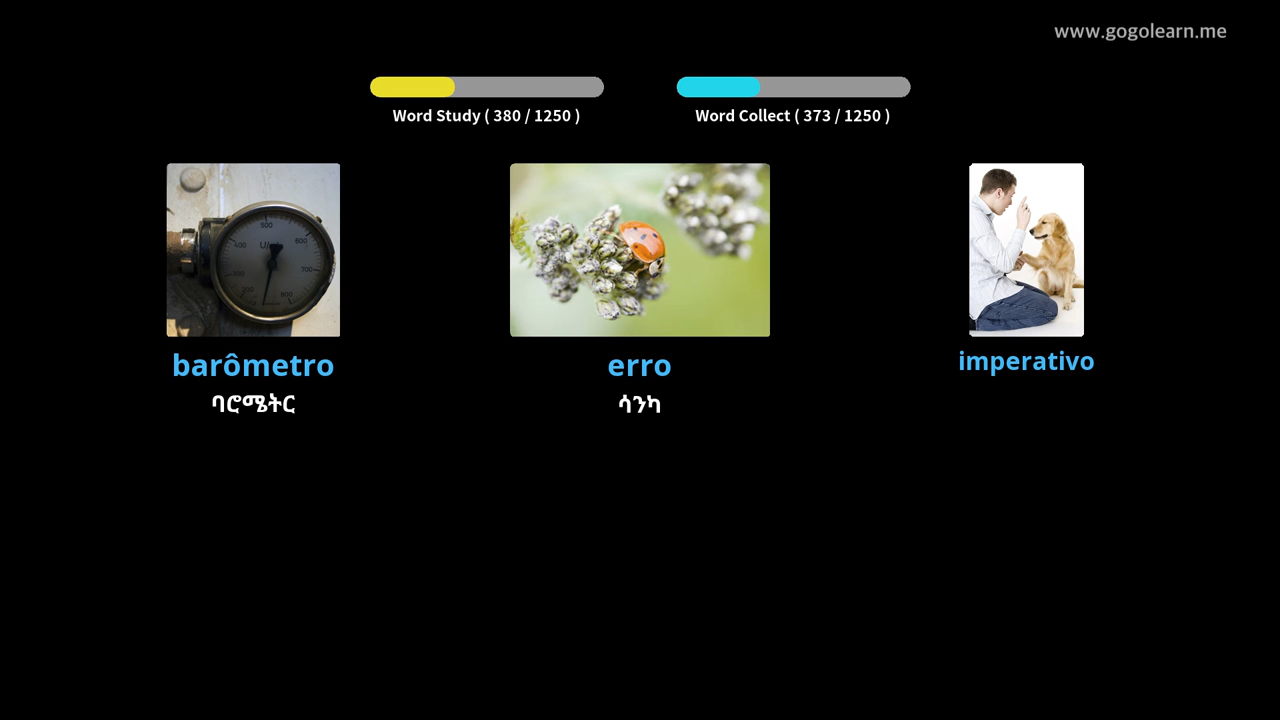 www.gogolearn.me
Word Study ( 380 / 1250 )
Word Collect ( 373 / 1250 )
barômetro
erro
imperativo
ባሮሜትር
ሳንካ